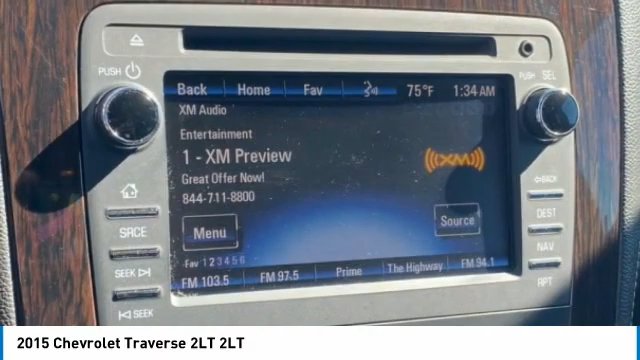 PUSH SEL
PUSH
Back Home Fav 75°F 1:34 AM
XM Audio
Entertainment
1 - XM Preview
((XM))
Great Offer Now!
844-711-8800
BACK
Menu
Source
DEST
SRCE
NAV
Fav 1 2 3 4 5 6
SEEK
FM 103.5 FM 97.5 Prime The Highway FM 94.1
RPT
SEEK
2015 Chevrolet Traverse 2LT 2LT